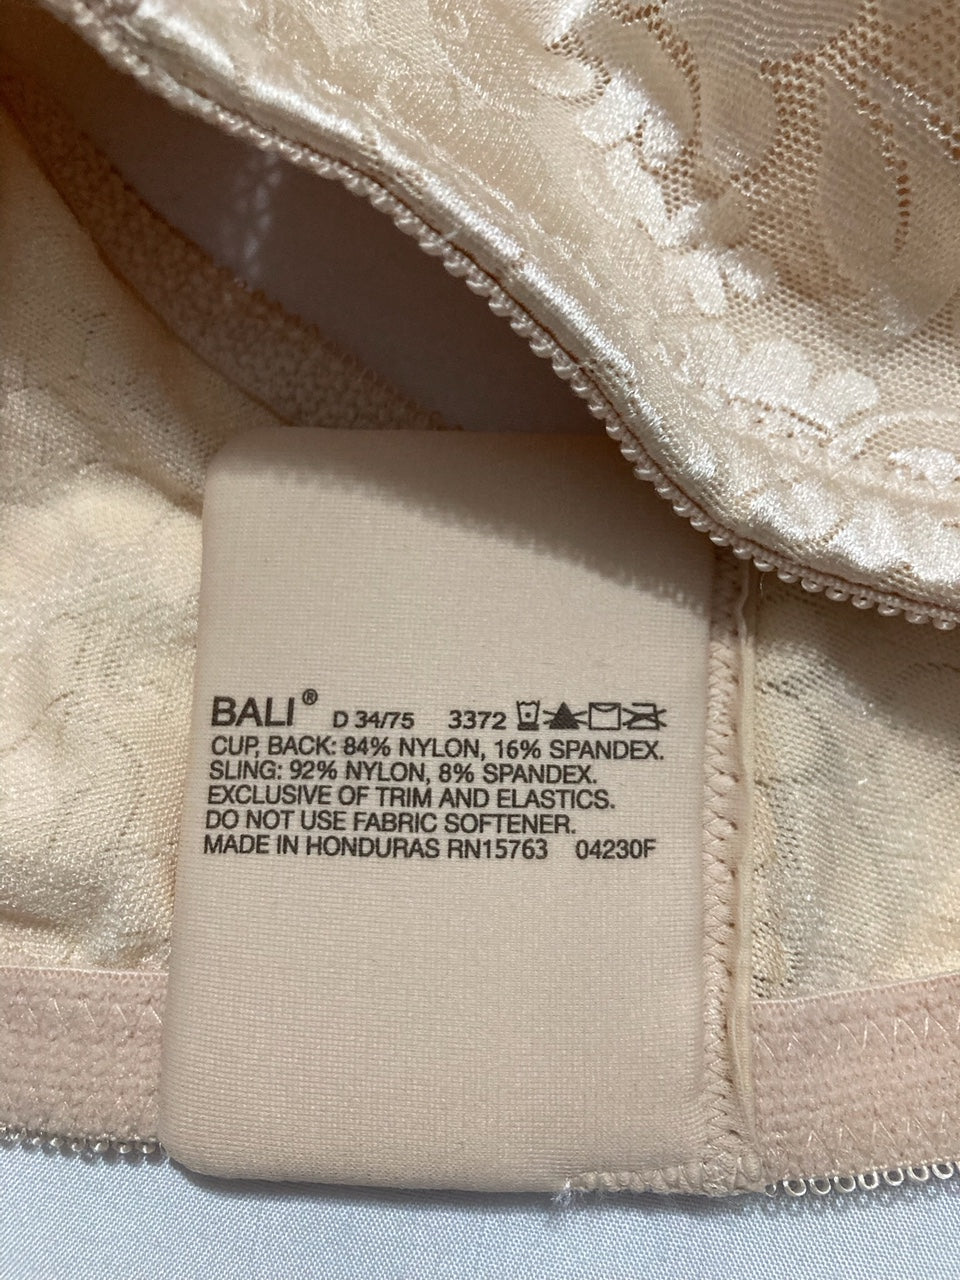 BALI® D 34/75 3372
CUP, BACK: 84% NYLON, 16% SPANDEX.
SLING: 92% NYLON, 8% SPANDEX.
EXCLUSIVE OF TRIM AND ELASTICS.
DO NOT USE FABRIC SOFTENER.
MADE IN HONDURAS RN15763 04230F